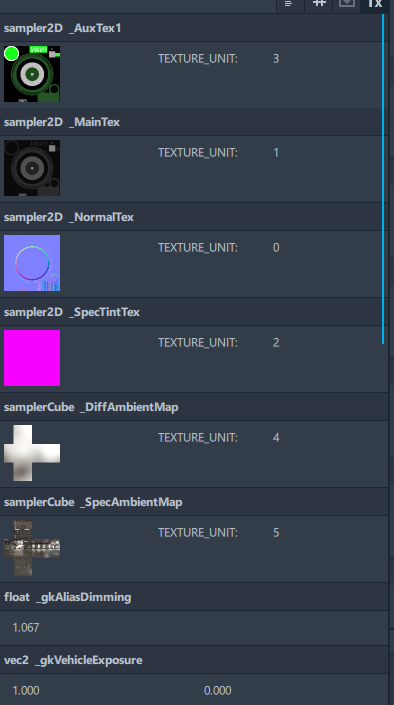 Tx
sampler2D _AuxTex1
TEXTURE_UNIT: 3
sampler2D _MainTex
TEXTURE_UNIT: 1
sampler2D _NormalTex
TEXTURE_UNIT: 0
sampler2D _SpecTintTex
TEXTURE_UNIT: 2
samplerCube _DiffAmbientMap
TEXTURE_UNIT: 4
samplerCube _SpecAmbientMap
TEXTURE_UNIT: 5
float _gkAliasDimming
1.067
vec2 _gkVehicleExposure
1.000 0.000